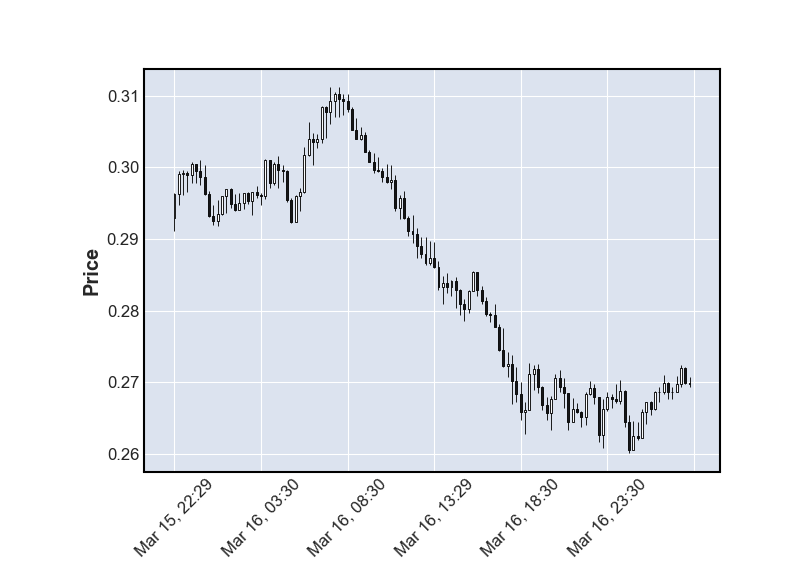 0.31
0.30
0.29
0.28
0.27
0.26
Price
Mar 15, 22:29
Mar 16, 03:30
Mar 16, 08:30
Mar 16, 13:29
Mar 16, 18:30
Mar 16, 23:30